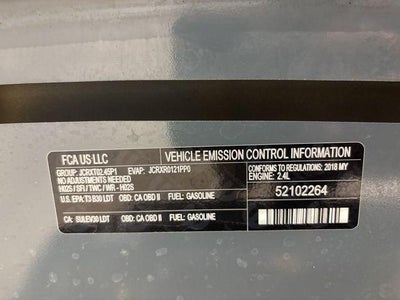 FCA US LLC
VEHICLE EMISSION CONTROL INFORMATION
GROUP: JCRXT02.45P1 EVAP: JCRXR0121PP0
NO ADJUSTMENTS NEEDED
H02S / SFI / TWC / WR - H02S
CONFORMS TO REGULATIONS: 2018 MY
ENGINE: 2.4L
U.S. EPA: T3 B30 LDT OBD: CA OBD II FUEL: GASOLINE
52102264
CA: SULEV30 LDT OBD: CA OBD II FUEL: GASOLINE